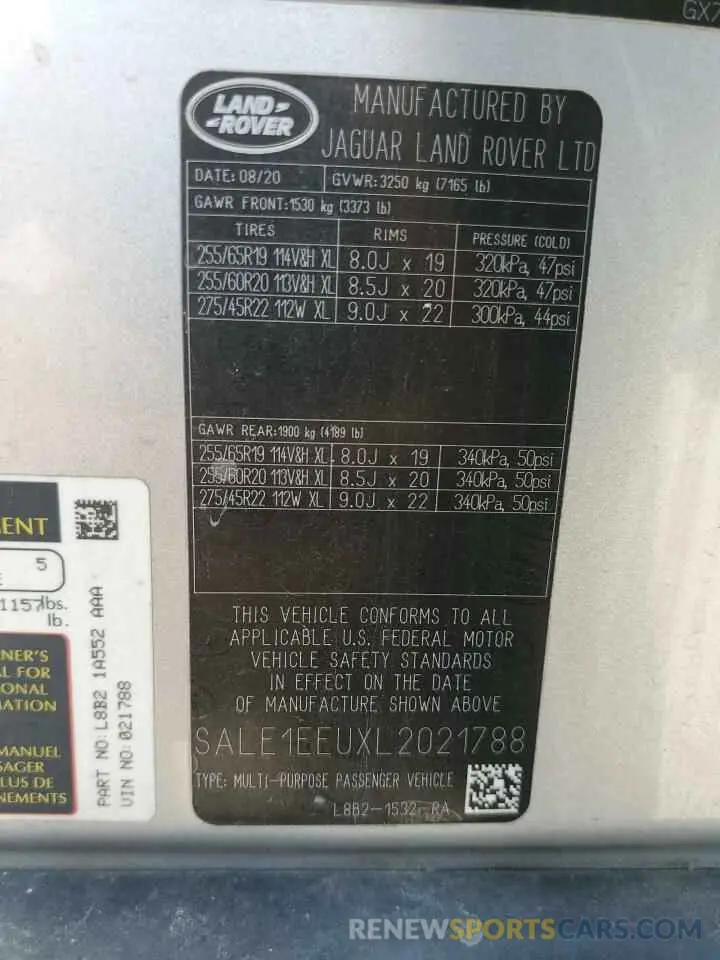 GX7
LAND
ROVER
MANUFACTURED BY
JAGUAR LAND ROVER LTD
DATE: 08/20 GVWR: 3250 kg (7165 lb)
GAWR FRONT: 1530 kg (3373 lb)
TIRES RIMS PRESSURE (COLD)
255/65R19 114V&H XL 8.0J x 19 320kPa, 47psi
255/60R20 113V&H XL 8.5J x 20 320kPa, 47psi
275/45R22 112W XL 9.0J x 22 300kPa, 44psi
GAWR REAR: 1900 kg (4189 lb)
255/65R19 114V&H XL 8.0J x 19 340kPa, 50psi
255/60R20 113V&H XL 8.5J x 20 340kPa, 50psi
275/45R22 112W XL 9.0J x 22 340kPa, 50psi
THIS VEHICLE CONFORMS TO ALL
APPLICABLE U.S. FEDERAL MOTOR
VEHICLE SAFETY STANDARDS
IN EFFECT ON THE DATE
OF MANUFACTURE SHOWN ABOVE
SALE1EEUXL2021788
TYPE: MULTI-PURPOSE PASSENGER VEHICLE
L8B2-1532-RA
MENT
5
1157lbs.
lb.
NER'S
L FOR
ONAL
MATION
MANUEL
SAGER
LUS DE
NEMENTS
PART NO: L8B2 1A552 AAA
VIN NO: 021788
RENEWSPORTSCARS.COM